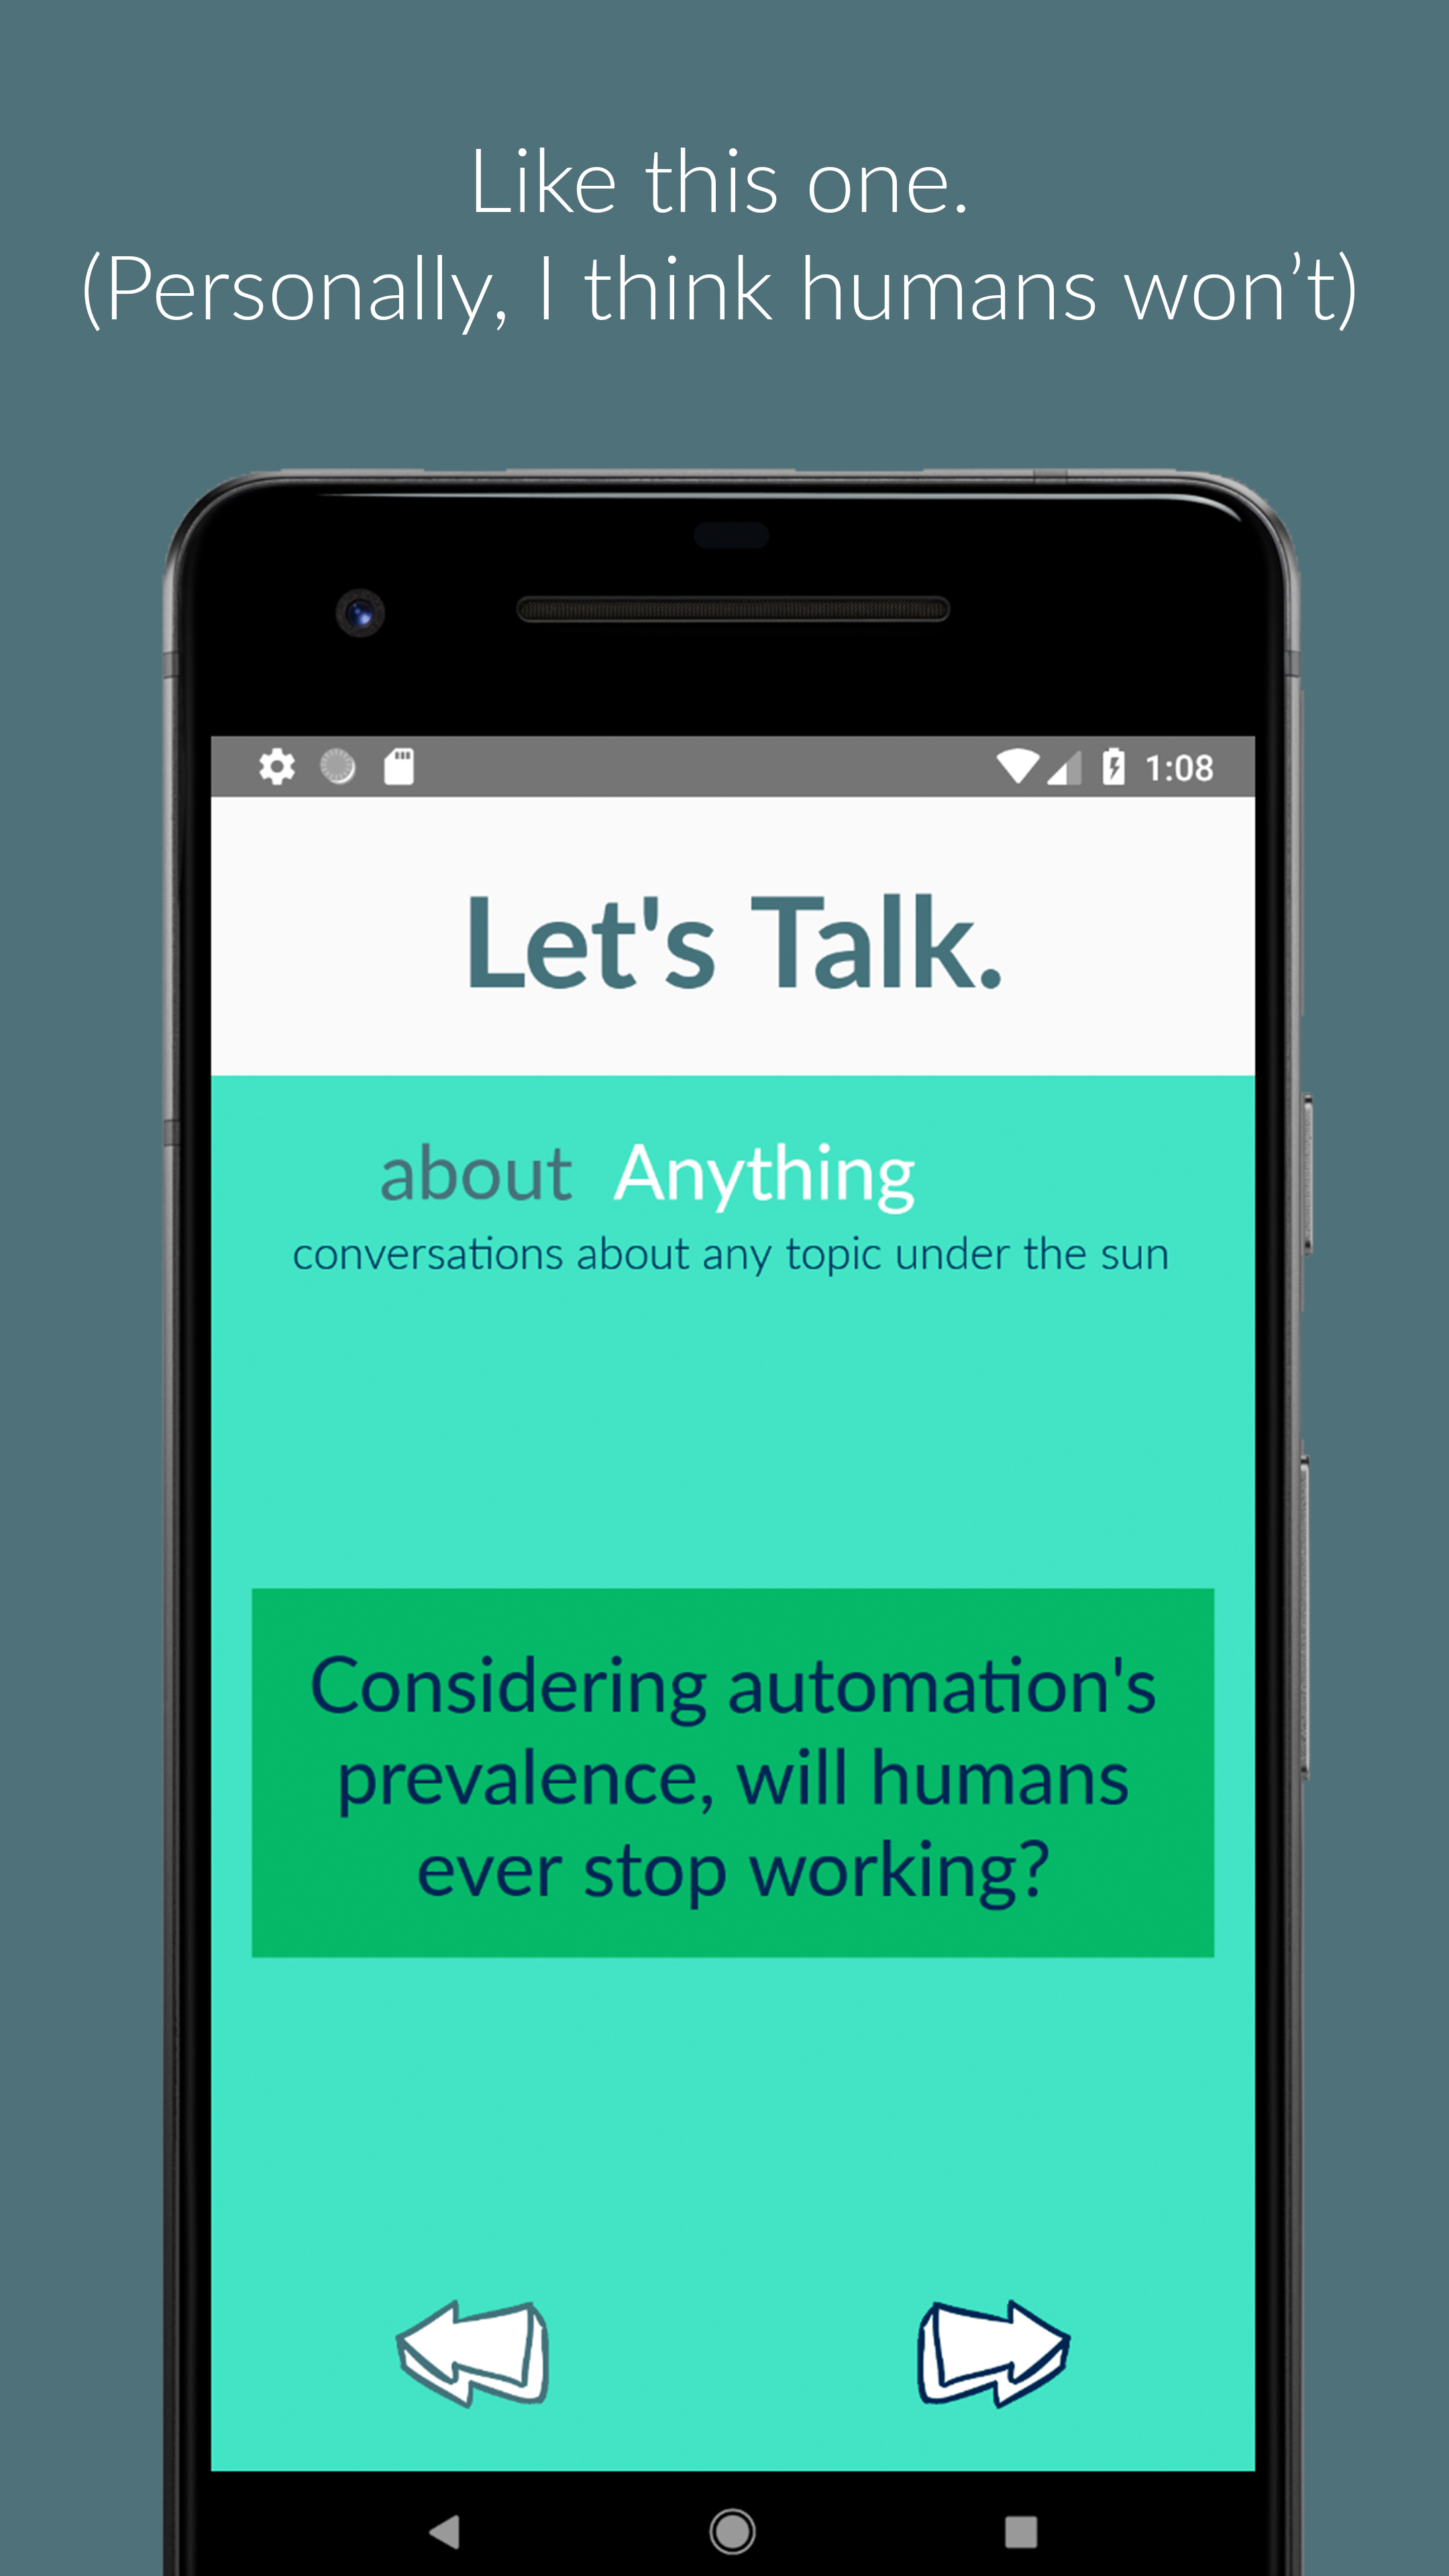 Like this one.
(Personally, I think humans won’t)
1:08
Let's Talk.
about Anything
conversations about any topic under the sun
Considering automation's
prevalence, will humans
ever stop working?